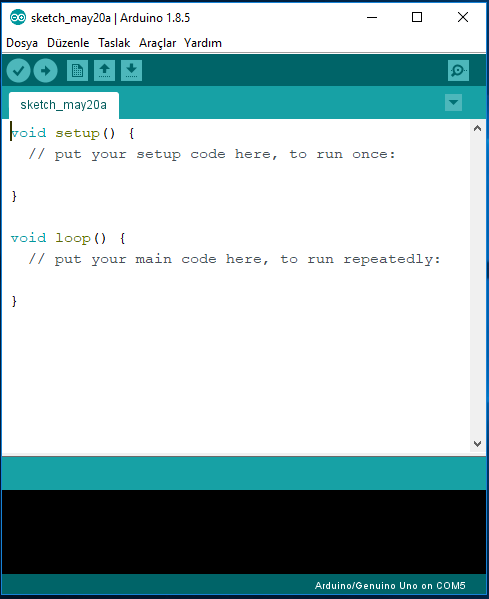 sketch_may20a | Arduino 1.8.5
Dosya Düzenle Taslak Araçlar Yardım
sketch_may20a
void setup() {
  // put your setup code here, to run once:
}
void loop() {
  // put your main code here, to run repeatedly:
}
Arduino/Genuino Uno on COM5